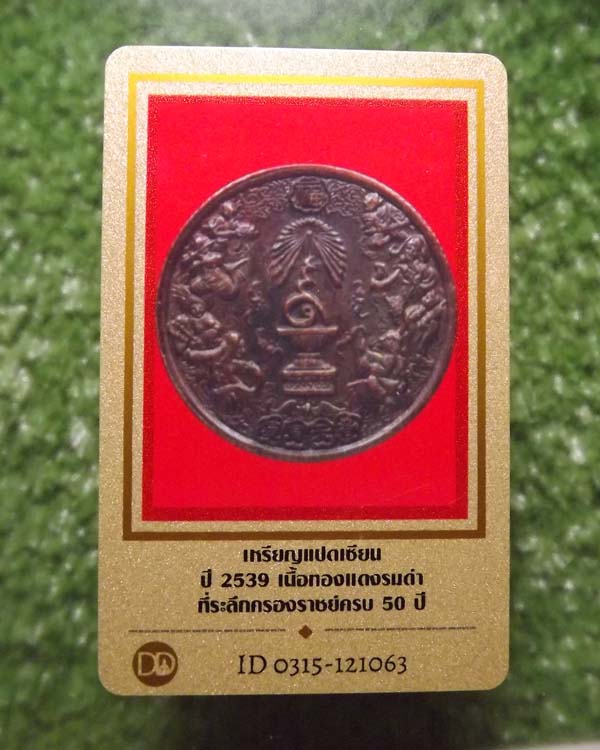 เหรียญแปดเซียน
ปี 2539 เนื้อทองแดงรมดำ
ที่ระลึกครองราชย์ครบ 50 ปี
DD
ID 0315-121063